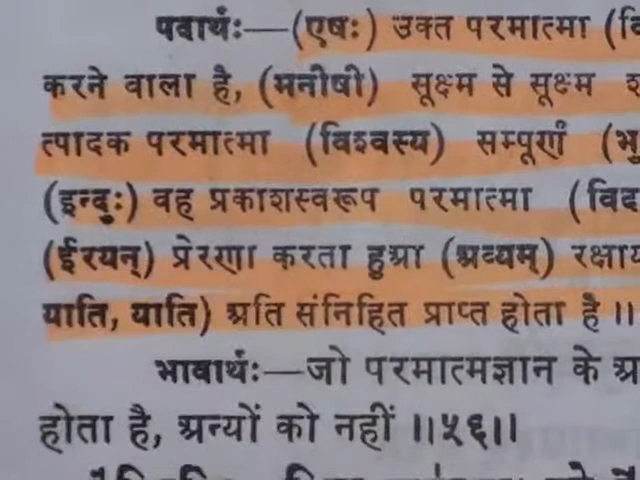 पदार्थः—(एषः) उक्त परमात्मा (वि
करने वाला है, (मनीषी) सूक्ष्म से सूक्ष्म
त्पादक परमात्मा (विश्वस्य) सम्पूर्ण (भु
(इन्दुः) वह प्रकाशस्वरूप परमात्मा (विद
(ईरयन्) प्रेरणा करता हुआ (अव्यम्) रक्षाय
याति, याति) अति संनिहित प्राप्त होता है ॥
भावार्थः—जो परमात्मज्ञान के अ
होता है, अन्यों को नहीं ॥५६॥